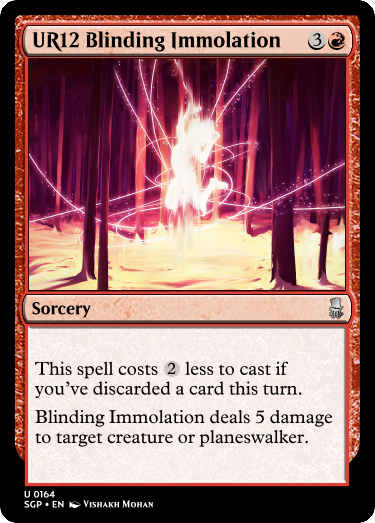 UR12 Blinding Immolation 3
Sorcery
This spell costs 2 less to cast if
you've discarded a card this turn.
Blinding Immolation deals 5 damage
to target creature or planeswalker.
U 0164
SGP • EN Vishakh Mohan